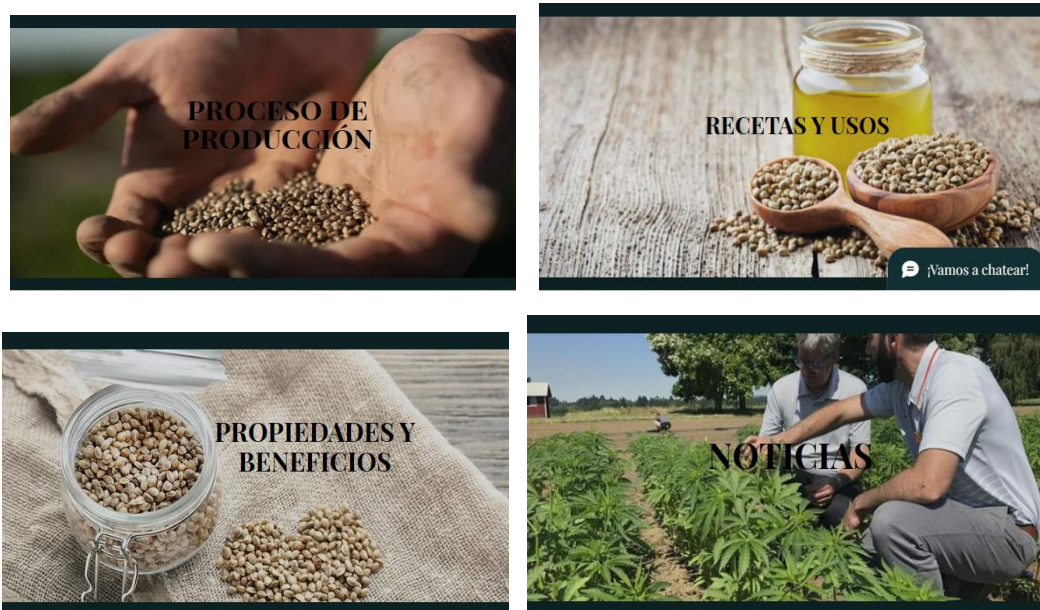 PROCESO DE
PRODUCCIÓN
RECETAS Y USOS
¡Vamos a chatear!
PROPIEDADES Y
BENEFICIOS
NOTICIAS